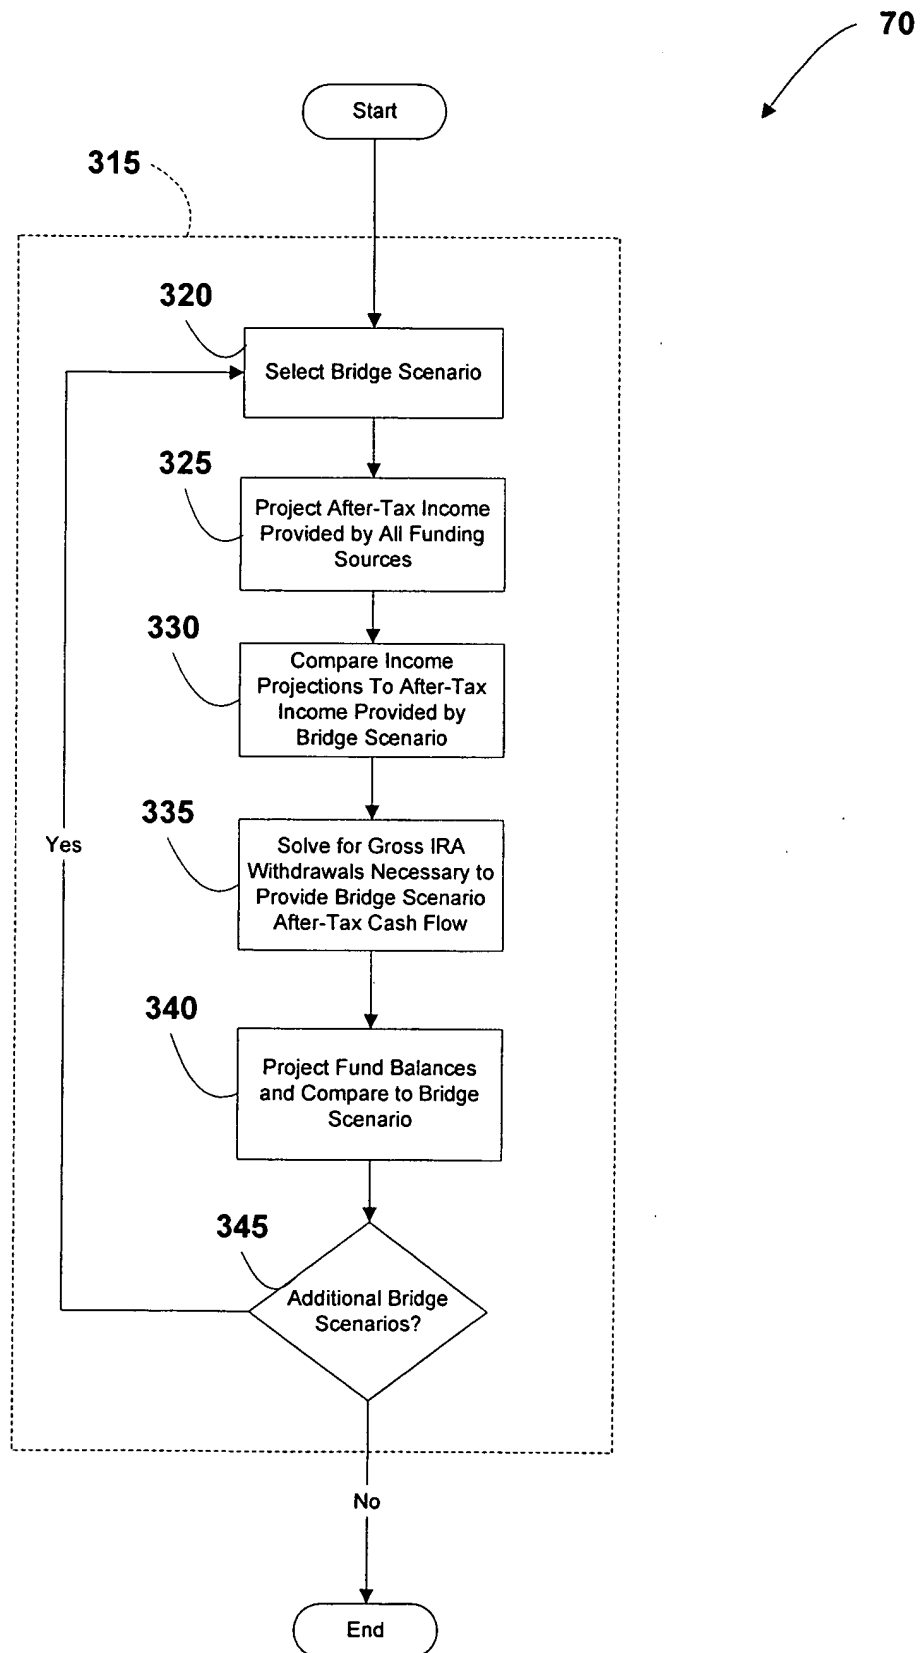 70
Start
315
320
Select Bridge Scenario
325
Project After-Tax Income
Provided by All Funding
Sources
330
Compare Income
Projections To After-Tax
Income Provided by
Bridge Scenario
335
Solve for Gross IRA
Withdrawals Necessary to
Provide Bridge Scenario
After-Tax Cash Flow
Yes
340
Project Fund Balances
and Compare to Bridge
Scenario
345
Additional Bridge
Scenarios?
No
End